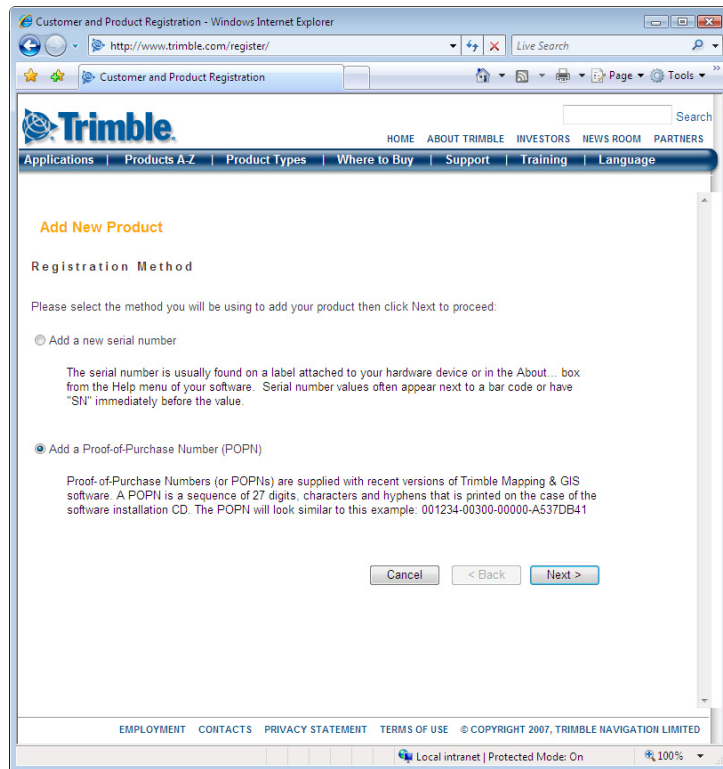 Customer and Product Registration - Windows Internet Explorer
http://www.trimble.com/register/
Live Search
Customer and Product Registration
Page
Tools
»
Trimble.
Search
HOME ABOUT TRIMBLE INVESTORS NEWS ROOM PARTNERS
Applications | Products A-Z | Product Types | Where to Buy | Support | Training | Language
Add New Product
Registration Method
Please select the method you will be using to add your product then click Next to proceed:
Add a new serial number
The serial number is usually found on a label attached to your hardware device or in the About... box
from the Help menu of your software. Serial number values often appear next to a bar code or have
"SN" immediately before the value.
Add a Proof-of-Purchase Number (POPN)
Proof-of-Purchase Numbers (or POPNs) are supplied with recent versions of Trimble Mapping & GIS
software. A POPN is a sequence of 27 digits, characters and hyphens that is printed on the case of the
software installation CD. The POPN will look similar to this example: 001234-00300-00000-A537DB41
Cancel
< Back
Next >
EMPLOYMENT CONTACTS PRIVACY STATEMENT TERMS OF USE © COPYRIGHT 2007, TRIMBLE NAVIGATION LIMITED
Local intranet | Protected Mode: On
100%